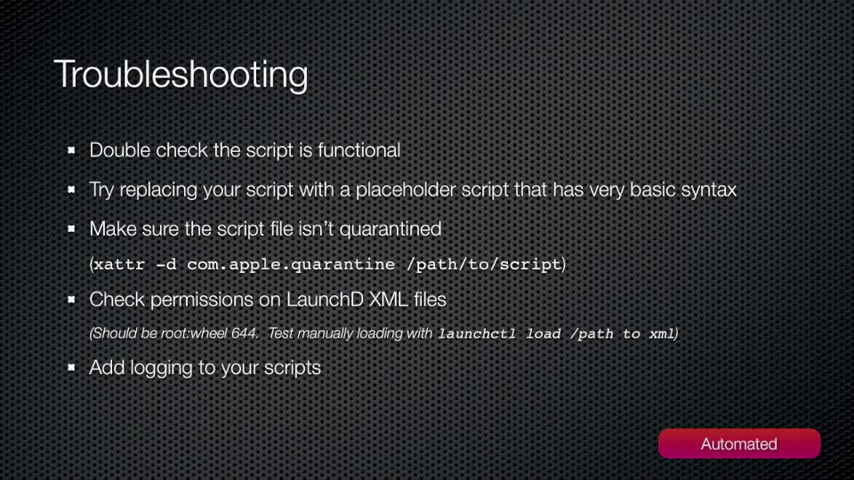 Troubleshooting
Double check the script is functional
Try replacing your script with a placeholder script that has very basic syntax
Make sure the script file isn't quarantined
(xattr -d com.apple.quarantine /path/to/script)
Check permissions on LaunchD XML files
(Should be root:wheel 644. Test manually loading with launchctl load /path to xml)
Add logging to your scripts
Automated